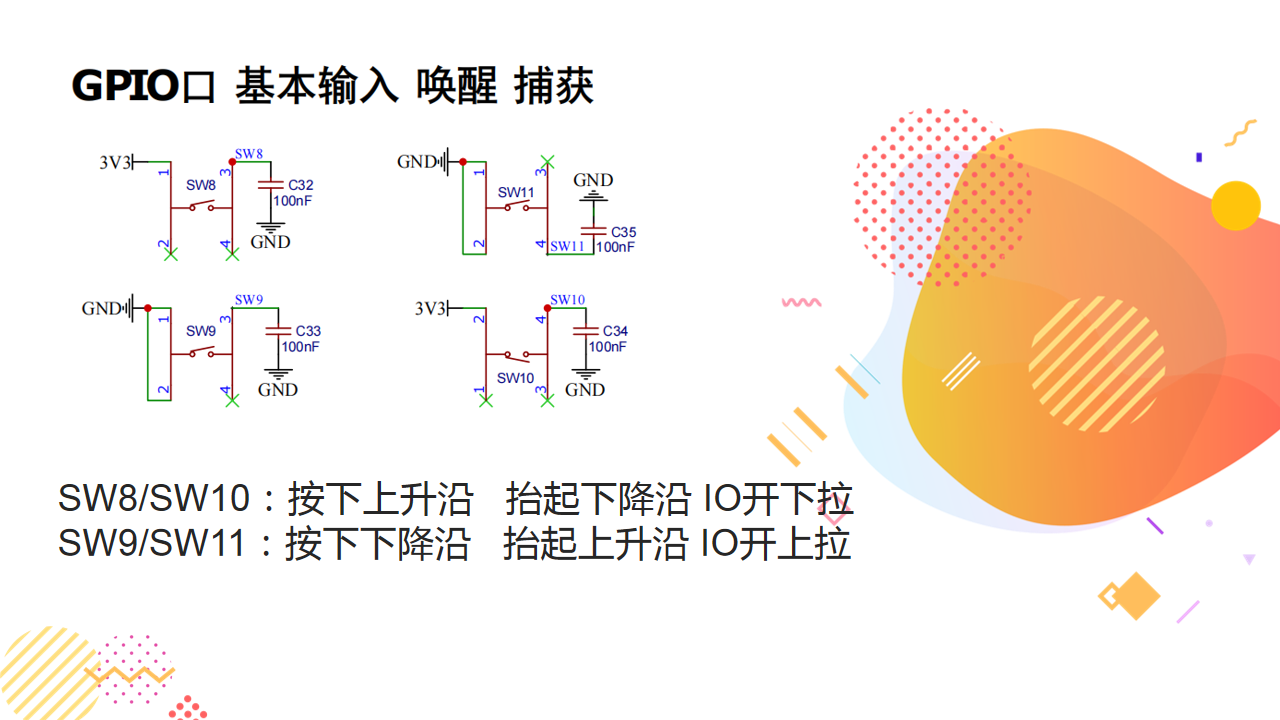 GPIO口 基本输入 唤醒 捕获
3V3
1
2
SW8
3
4
SW8
C32
100nF
GND
GND
1
2
SW11
3
4
SW11
GND
C35
100nF
GND
1
2
SW9
3
4
SW9
C33
100nF
GND
3V3
2
1
SW10
4
3
SW10
C34
100nF
GND
SW8/SW10：按下上升沿 抬起下降沿 IO开下拉
SW9/SW11：按下下降沿 抬起上升沿 IO开上拉